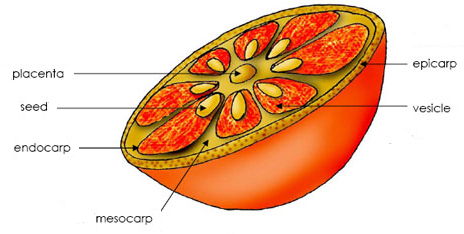 placenta
seed
endocarp
mesocarp
epicarp
vesicle